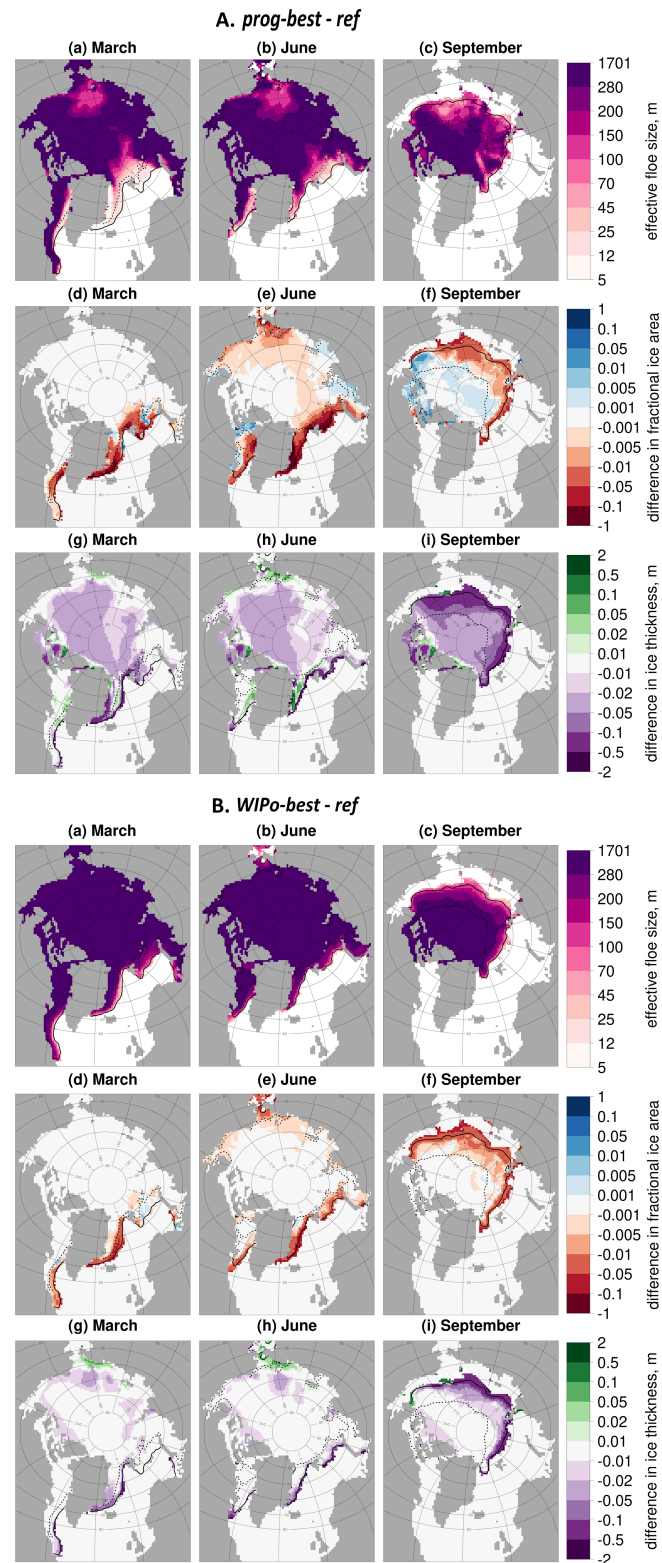 A. prog-best - ref
(a) March
(b) June
(c) September
1701
280
200
150
100
70
45
25
12
5
effective floe size, m
(d) March
(e) June
(f) September
1
0.1
0.05
0.01
0.005
0.001
-0.001
-0.005
-0.01
-0.05
-0.1
-1
difference in fractional ice area
(g) March
(h) June
(i) September
2
0.5
0.1
0.05
0.02
0.01
-0.01
-0.02
-0.05
-0.1
-0.5
-2
difference in ice thickness, m
B. WIPo-best - ref
(a) March
(b) June
(c) September
1701
280
200
150
100
70
45
25
12
5
effective floe size, m
(d) March
(e) June
(f) September
1
0.1
0.05
0.01
0.005
0.001
-0.001
-0.005
-0.01
-0.05
-0.1
-1
difference in fractional ice area
(g) March
(h) June
(i) September
2
0.5
0.1
0.05
0.02
0.01
-0.01
-0.02
-0.05
-0.1
-0.5
-2
difference in ice thickness, m